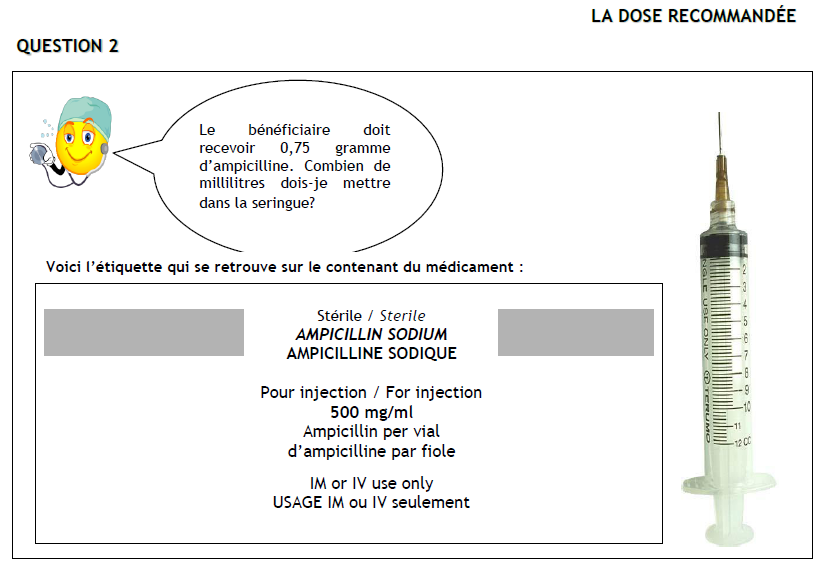 LA DOSE RECOMMANDÉE
QUESTION 2
Le bénéficiaire doit
recevoir 0,75 gramme
d’ampicilline. Combien de
millilitres dois-je mettre
dans la seringue?
Voici l’étiquette qui se retrouve sur le contenant du médicament :
Stérile / Sterile
AMPICILLIN SODIUM
AMPICILLINE SODIQUE
Pour injection / For injection
500 mg/ml
Ampicillin per vial
d’ampicilline par fiole
IM or IV use only
USAGE IM ou IV seulement
NGLE USE ONLY TERUMO
2
3
4
5
6
7
8
9
10
11
12 CC